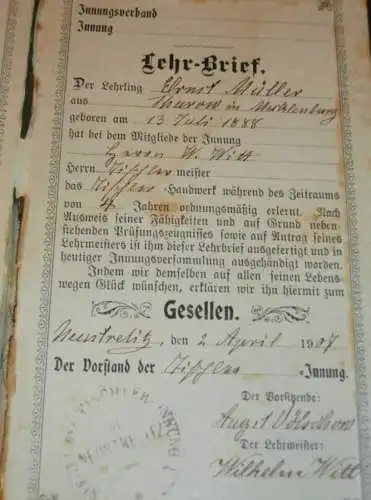 Innungsverband
Innung
Lehr-Brief.
Der Lehrling Ernst Müller
aus Thurow in Mecklenburg
geboren am 13 Juli 1888
hat bei dem Mitgliede der Innung
Herrn W. Witt
Herrn Tischlermeister
das Tischler-Handwerk während des Zeitraums
von 4 Jahren ordnungsmäßig erlernt. Nach
Ausweis seiner Fähigkeiten und auf Grund neben-
stehenden Prüfungszeugnisses sowie auf Antrag seines
Lehrmeisters ist ihm dieser Lehrbrief ausgefertigt und in
heutiger Innungsversammlung ausgehändigt worden.
Indem wir demselben auf allen seinen Lebens-
wegen Glück wünschen, erklären wir ihn hiermit zum
Gesellen.
Neustrelitz, den 2 April 1907
Der Vorstand der Tischler-Innung.
Der Vorsitzende:
August
Der Lehrmeister:
Wilhelm Witt